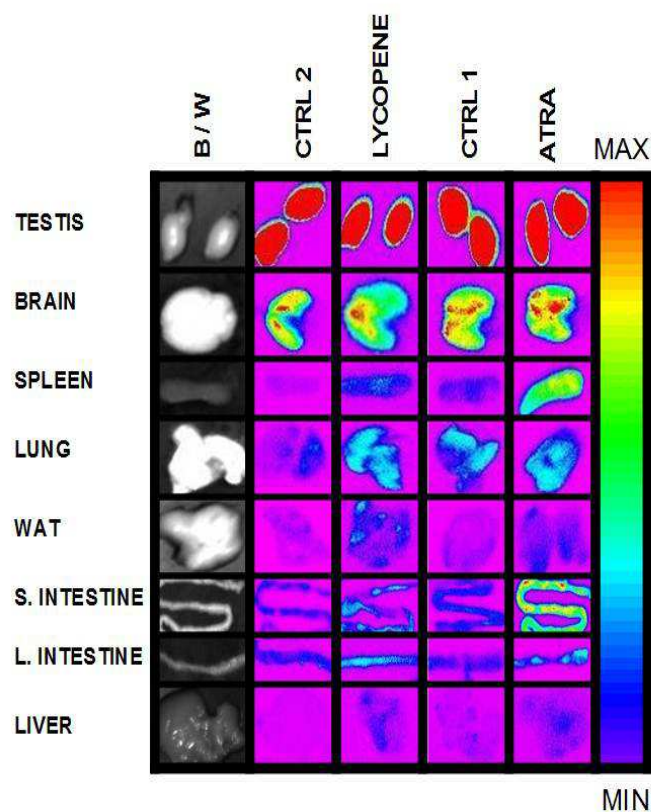 B / W
CTRL 2
LYCOPENE
CTRL 1
ATRA
MAX
TESTIS
BRAIN
SPLEEN
LUNG
WAT
S. INTESTINE
L. INTESTINE
LIVER
MIN